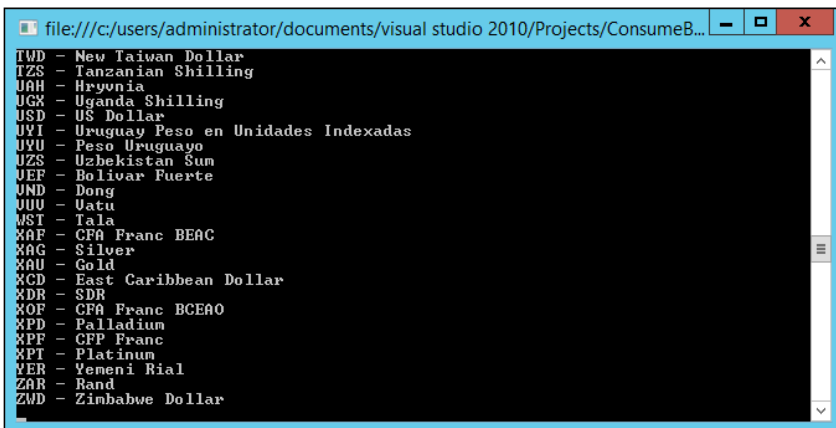 file:///c:/users/administrator/documents/visual studio 2010/Projects/ConsumeB...
TWD - New Taiwan Dollar
TZS - Tanzanian Shilling
UAH - Hryvnia
UGX - Uganda Shilling
USD - US Dollar
UYI - Uruguay Peso en Unidades Indexadas
UYU - Peso Uruguayo
UZS - Uzbekistan Sum
VEF - Bolivar Fuerte
VND - Dong
VUV - Vatu
WST - Tala
XAF - CFA Franc BEAC
XAG - Silver
XAU - Gold
XCD - East Caribbean Dollar
XDR - SDR
XOF - CFA Franc BCEAO
XPD - Palladium
XPF - CFP Franc
XPT - Platinum
YER - Yemeni Rial
ZAR - Rand
ZWD - Zimbabwe Dollar